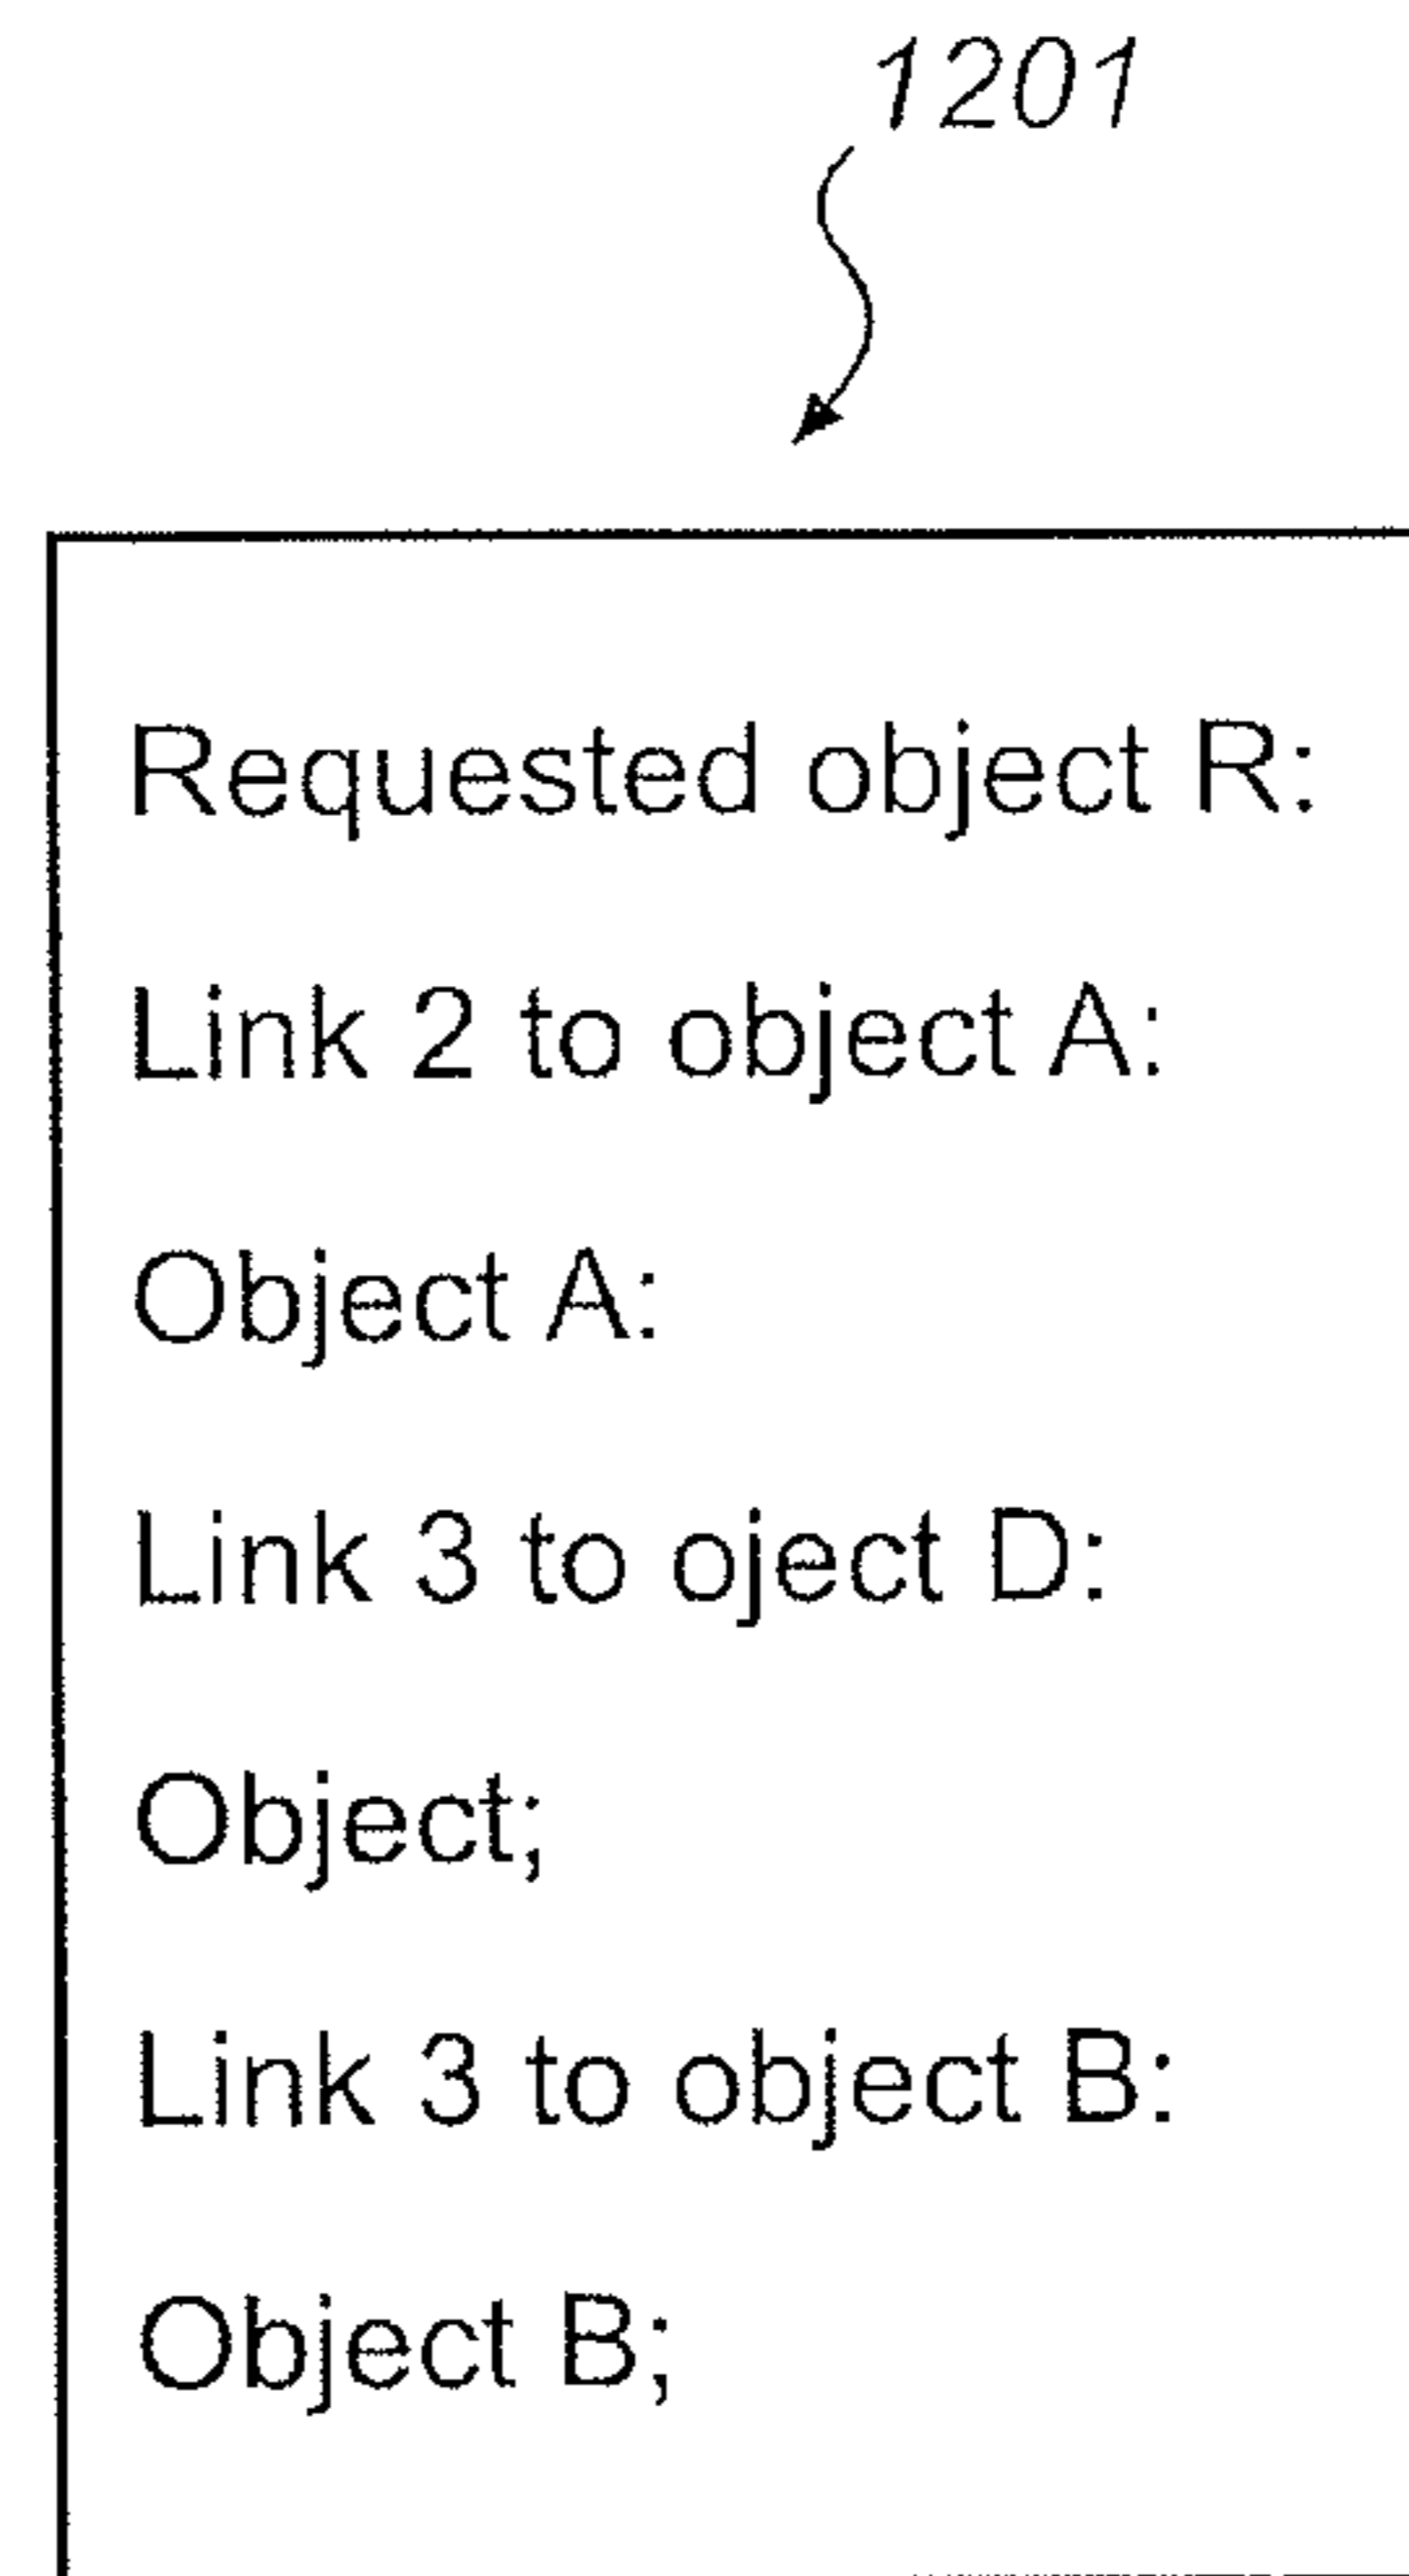 1201
Requested object R:
Link 2 to object A:
Object A:
Link 3 to oject D:
Object;
Link 3 to object B:
Object B;